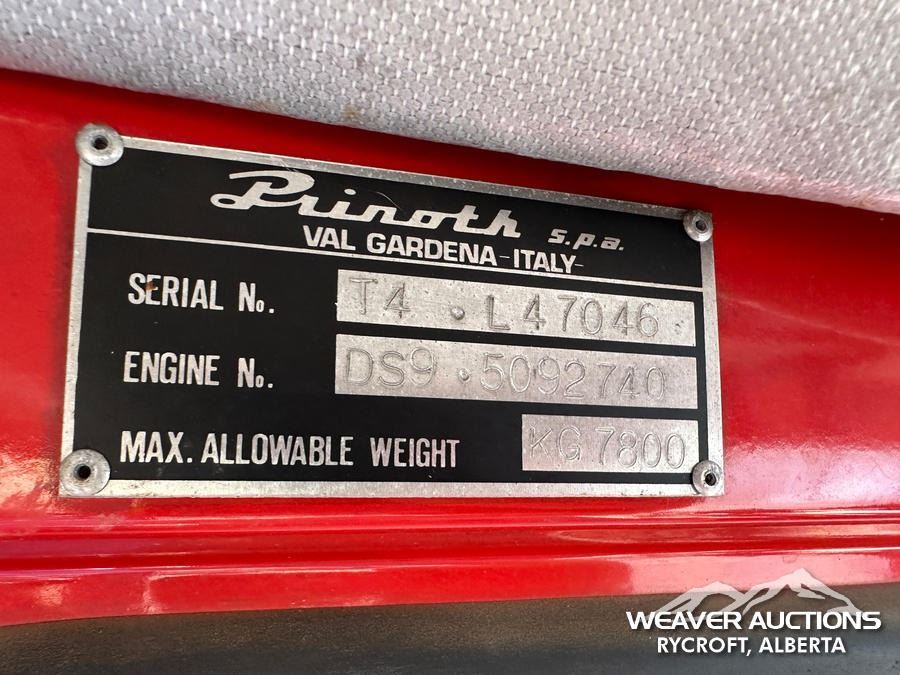 Prinoth s.p.a.
VAL GARDENA-ITALY-
SERIAL No. T4 . L47046
ENGINE No. DS9 . 5092740
MAX. ALLOWABLE WEIGHT KG 7800
WEAVER AUCTIONS
RYCROFT, ALBERTA